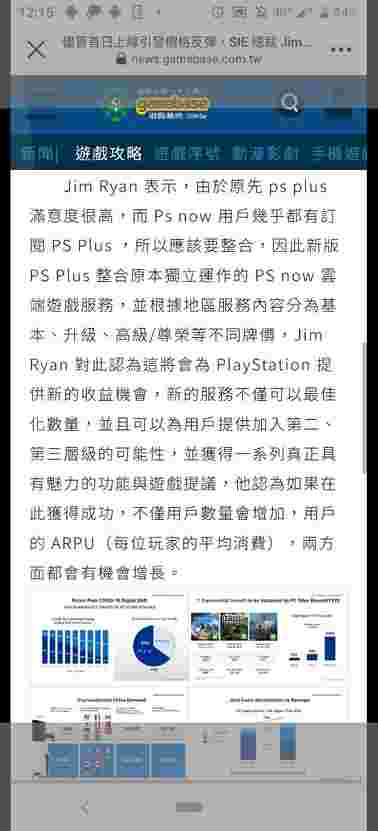 12:15
84%
儘管首日上線引發價格反彈，SIE 總裁 Jim...
news.gamebase.com.tw
gamebase
新聞
遊戲攻略 遊戲序號 動漫影劇 手機遊
Jim Ryan 表示，由於原先 ps plus
滿意度很高，而 Ps now 用戶幾乎都有訂
閱 PS Plus ，所以應該要整合，因此新版
PS Plus 整合原本獨立運作的 PS now 雲
端遊戲服務，並根據地區服務內容分為基
本、升級、高級/尊榮等不同牌價，Jim
Ryan 對此認為這將會為 PlayStation 提
供新的收益機會，新的服務不僅可以最佳
化數量，並且可以為用戶提供加入第二、
第三層級的可能性，並獲得一系列真正具
有魅力的功能與遊戲提議，他認為如果在
此獲得成功，不僅用戶數量會增加，用戶
的 ARPU（每位玩家的平均消費），兩方
面都會有機會增長。